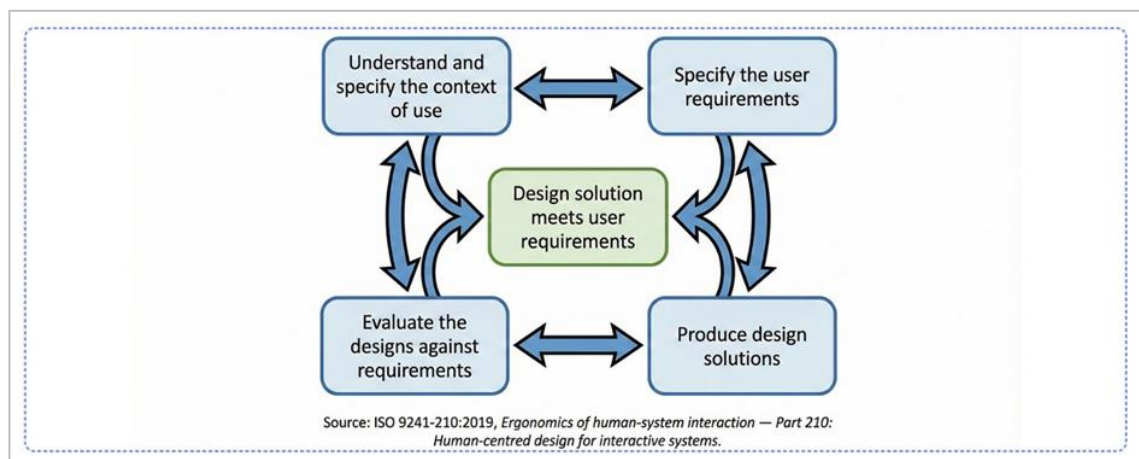 Understand and
specify the context
of use
Specify the user
requirements
Design solution
meets user
requirements
Evaluate the
designs against
requirements
Produce design
solutions
Source: ISO 9241-210:2019, Ergonomics of human-system interaction — Part 210:
Human-centred design for interactive systems.